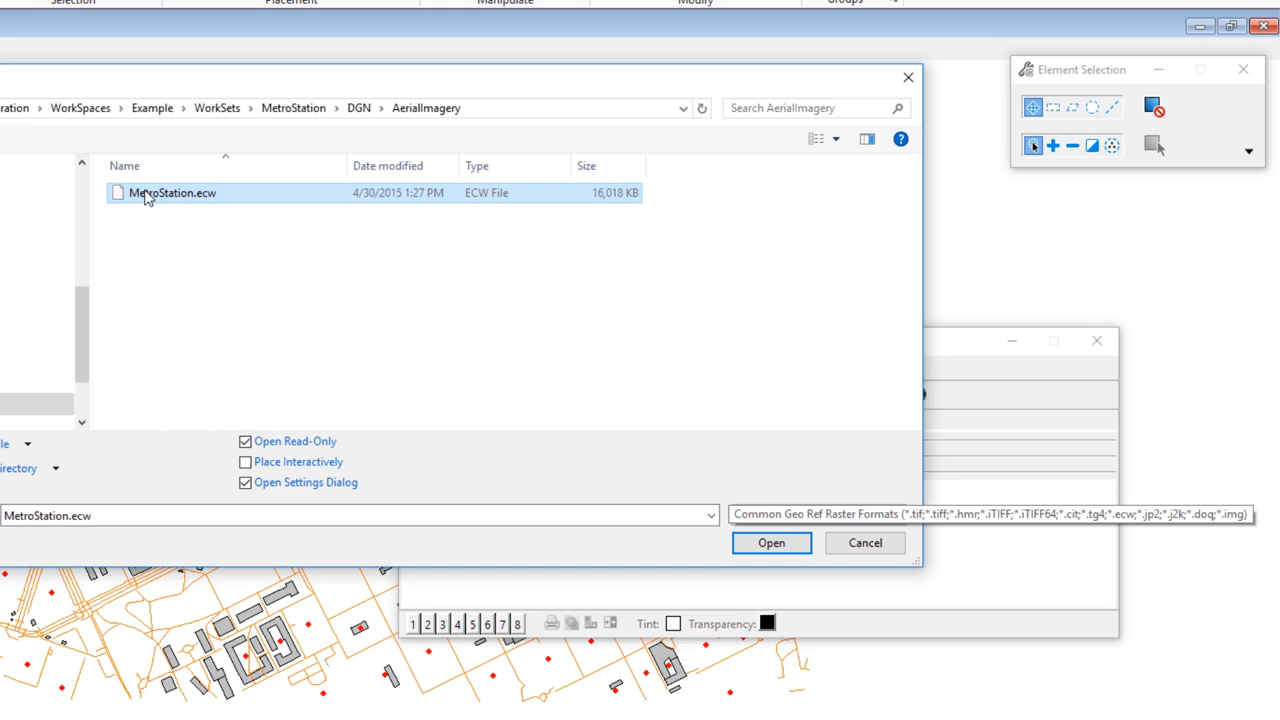 Selection Placement Manipulate Modify Groups
Element Selection
ration > WorkSpaces > Example > WorkSets > MetroStation > DGN > AerialImagery
Search AerialImagery
Name Date modified Type Size
MetroStation.ecw 4/30/2015 1:27 PM ECW File 16,018 KB
le
Open Read-Only
Place Interactively
irectory
Open Settings Dialog
MetroStation.ecw
Common Geo Ref Raster Formats (*.tif;*.tiff;*.hmr;*.iTIFF;*.iTIFF64;*.cit;*.tg4;*.ecw;*.jp2;*.j2k;*.doq;*.img)
Open Cancel
1 2 3 4 5 6 7 8 Tint: Transparency: